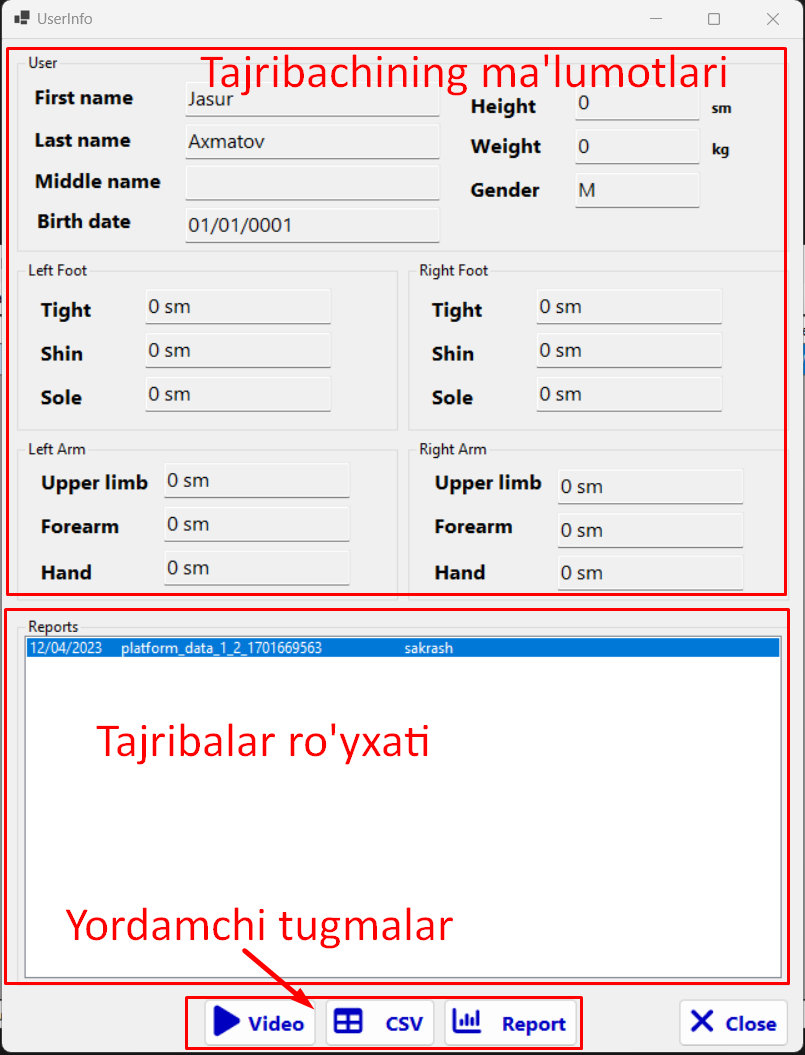 UserInfo
Tajribachining ma'lumotlari
User
First name Jasur
Height 0 sm
Last name Axmatov
Weight 0 kg
Middle name
Gender M
Birth date 01/01/0001
Left Foot
Tight 0 sm
Shin 0 sm
Sole 0 sm
Right Foot
Tight 0 sm
Shin 0 sm
Sole 0 sm
Left Arm
Upper limb 0 sm
Forearm 0 sm
Hand 0 sm
Right Arm
Upper limb 0 sm
Forearm 0 sm
Hand 0 sm
Reports
12/04/2023 platform_data_1_2_1701669563 sakrash
Tajribalar ro'yxati
Yordamchi tugmalar
Video CSV Report Close